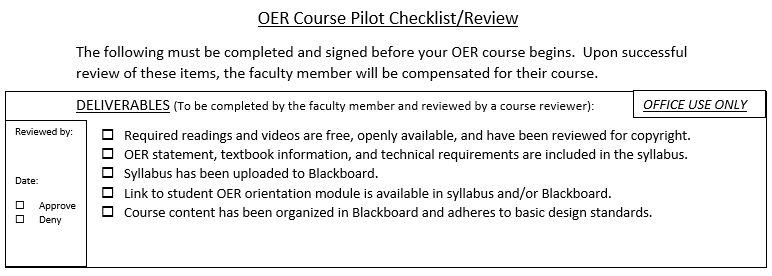 OER Course Pilot Checklist/Review
The following must be completed and signed before your OER course begins.  Upon successful
review of these items, the faculty member will be compensated for their course.
DELIVERABLES (To be completed by the faculty member and reviewed by a course reviewer):
OFFICE USE ONLY
Reviewed by:
Date:
☐ Approve
☐ Deny
☐ Required readings and videos are free, openly available, and have been reviewed for copyright.
☐ OER statement, textbook information, and technical requirements are included in the syllabus.
☐ Syllabus has been uploaded to Blackboard.
☐ Link to student OER orientation module is available in syllabus and/or Blackboard.
☐ Course content has been organized in Blackboard and adheres to basic design standards.